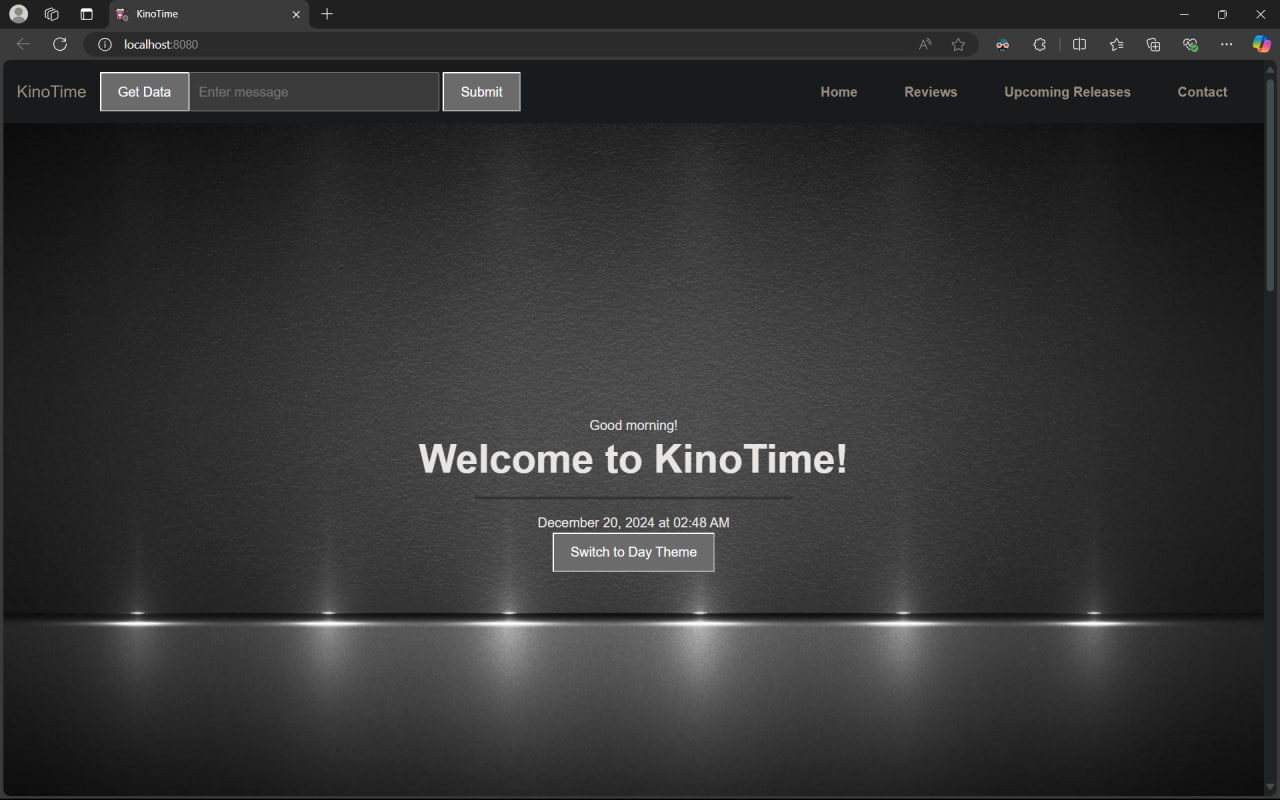 KinoTime
localhost:8080
KinoTime Get Data Enter message Submit Home Reviews Upcoming Releases Contact
Good morning!
Welcome to KinoTime!
December 20, 2024 at 02:48 AM
Switch to Day Theme